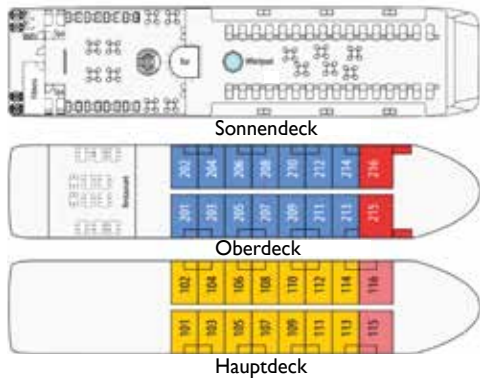 Bar
Whirlpool
Sonnendeck
202 204 206 208 210 212 214 216
Restaurant
201 203 205 207 209 211 213 215
Oberdeck
102 104 106 108 110 112 114 116
101 103 105 107 109 111 113 115
Hauptdeck